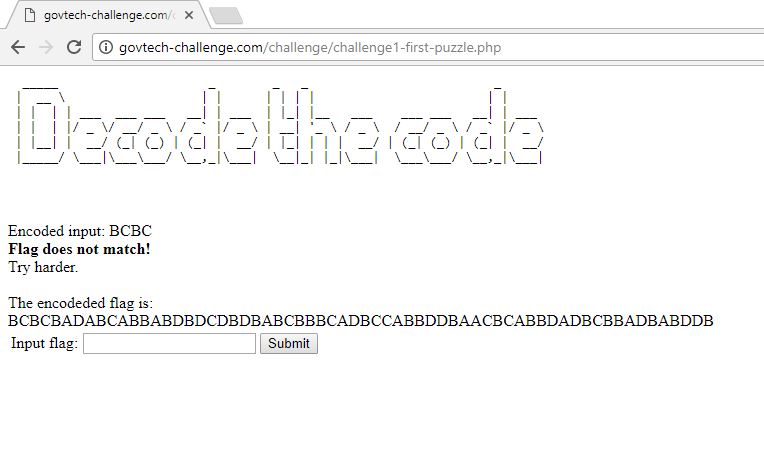 govtech-challenge.com/
govtech-challenge.com/challenge/challenge1-first-puzzle.php
Decode the code
Encoded input: BCBC
Flag does not match!
Try harder.
The encodeded flag is:
BCBCBADABCABBABDBDCDBDBABCBBBCADBCCABBDDBAACBCABBDADBCBBADBABDDB
Input flag:
Submit